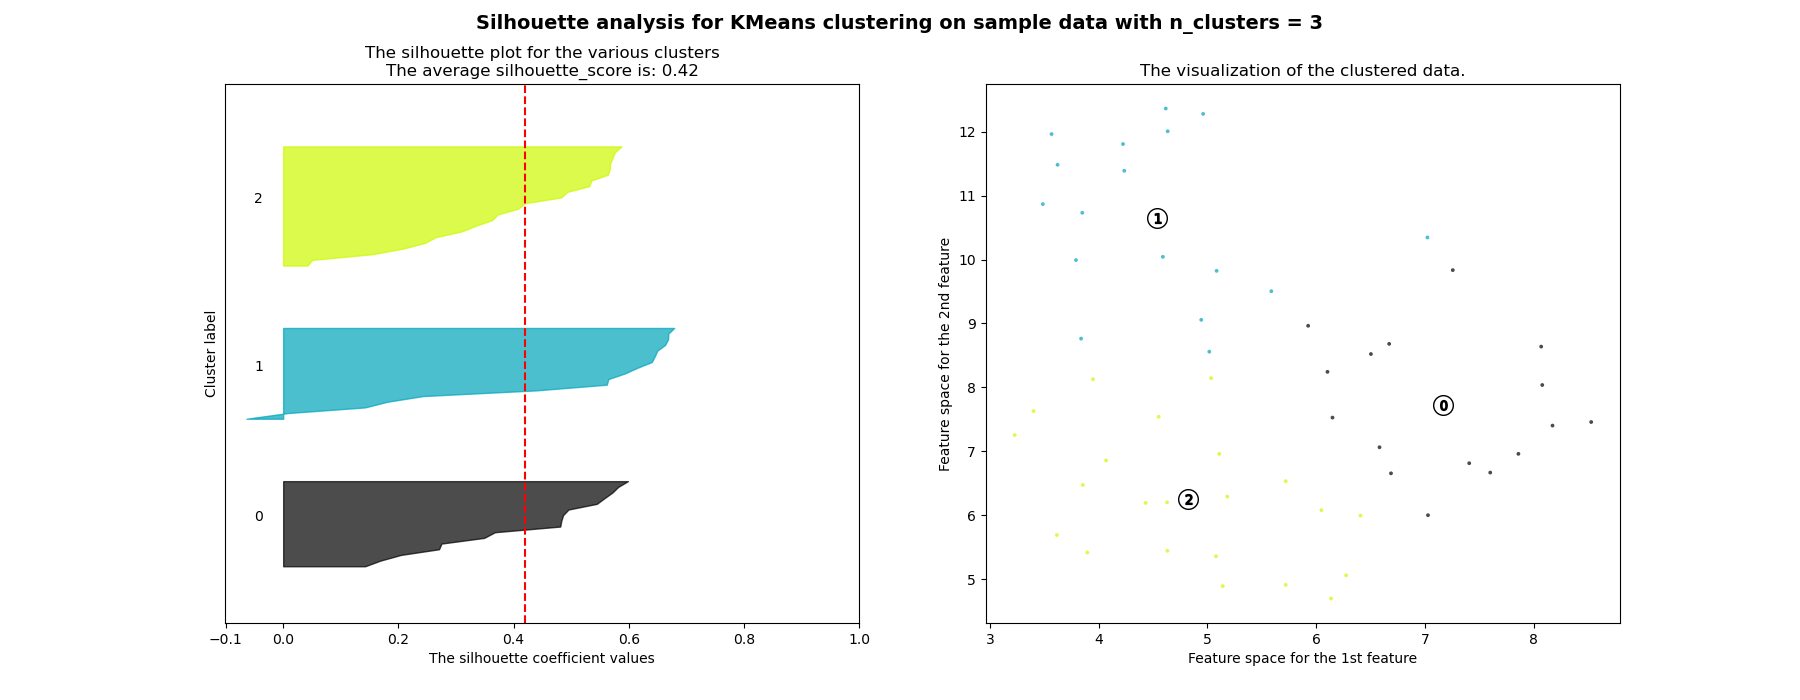 Silhouette analysis for KMeans clustering on sample data with n_clusters = 3
The silhouette plot for the various clusters
The average silhouette_score is: 0.42
2
1
0
Cluster label
−0.1 0.0 0.2 0.4 0.6 0.8 1.0
The silhouette coefficient values
The visualization of the clustered data.
12
11
10
9
8
7
6
5
Feature space for the 2nd feature
1
0
2
3 4 5 6 7 8
Feature space for the 1st feature